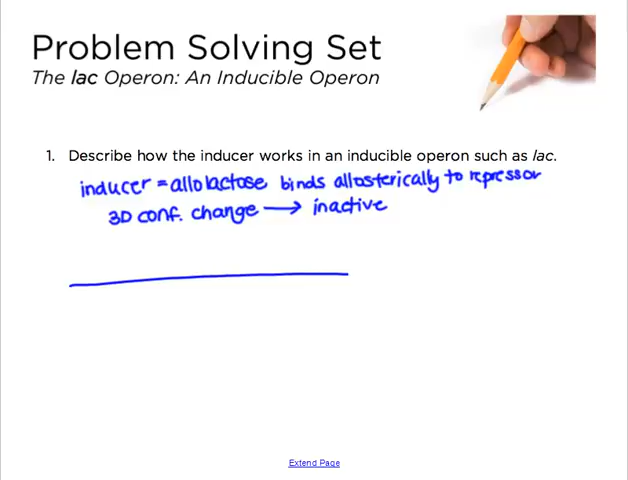 Problem Solving Set
The lac Operon: An Inducible Operon
1. Describe how the inducer works in an inducible operon such as lac.
inducer = allolactose binds allosterically to repressor
3D conf. change → inactive
Extend Page